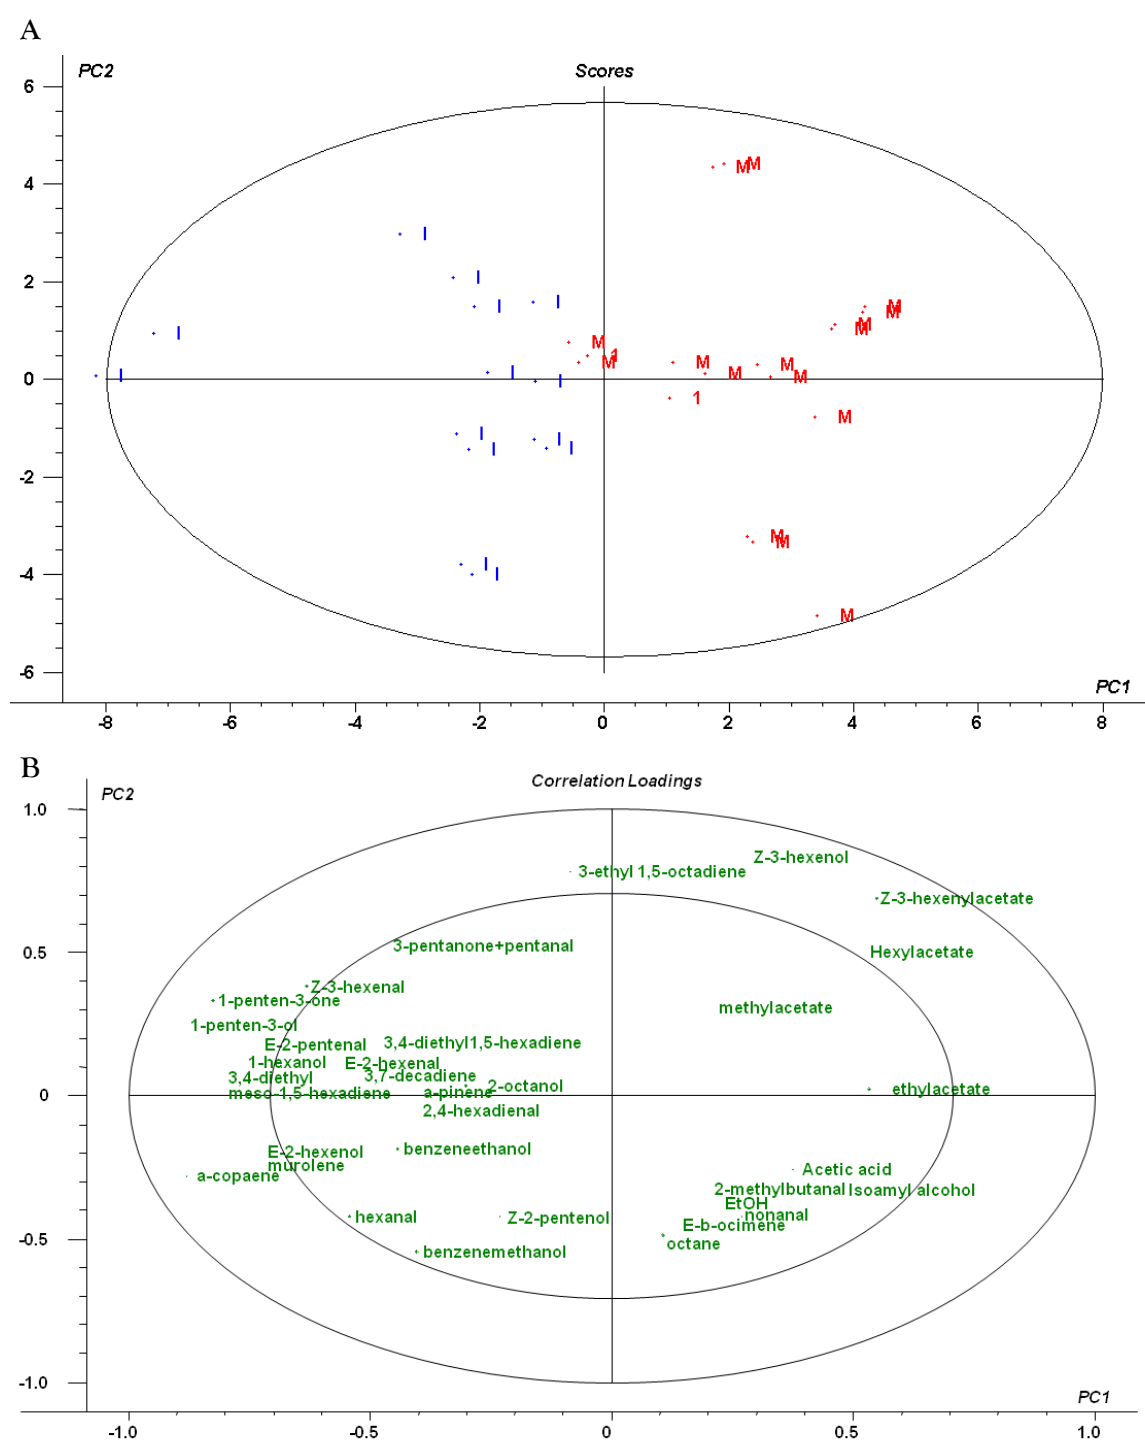 A
PC2
Scores
6
M M
4
I
2
I
I I M M
I M M
M 1
M M M
0
I I I M M
1
M
I I
-2
I I
M M
-4
I I
M
-6
PC1
-8 -6 -4 -2 0 2 4 6 8
B
PC2
Correlation Loadings
1.0
Z-3-hexenol
3-ethyl 1,5-octadiene
Z-3-hexenylacetate
0.5
3-pentanone+pentanal
Hexylacetate
Z-3-hexenal
1-penten-3-one
methylacetate
1-penten-3-ol
E-2-pentenal
3,4-diethyl1,5-hexadiene
1-hexanol
E-2-hexenal
3,4-diethyl
3,7-decadiene
2-octanol
meso-1,5-hexadiene
a-pinene
ethylacetate
0
2,4-hexadienal
benzeneethanol
E-2-hexenol
murolene
a-copaene
Acetic acid
2-methylbutanal
Isoamyl alcohol
EtOH
hexanal
Z-2-pentenol
nonanal
E-b-ocimene
-0.5
octane
benzenemethanol
-1.0
PC1
-1.0 -0.5 0 0.5 1.0